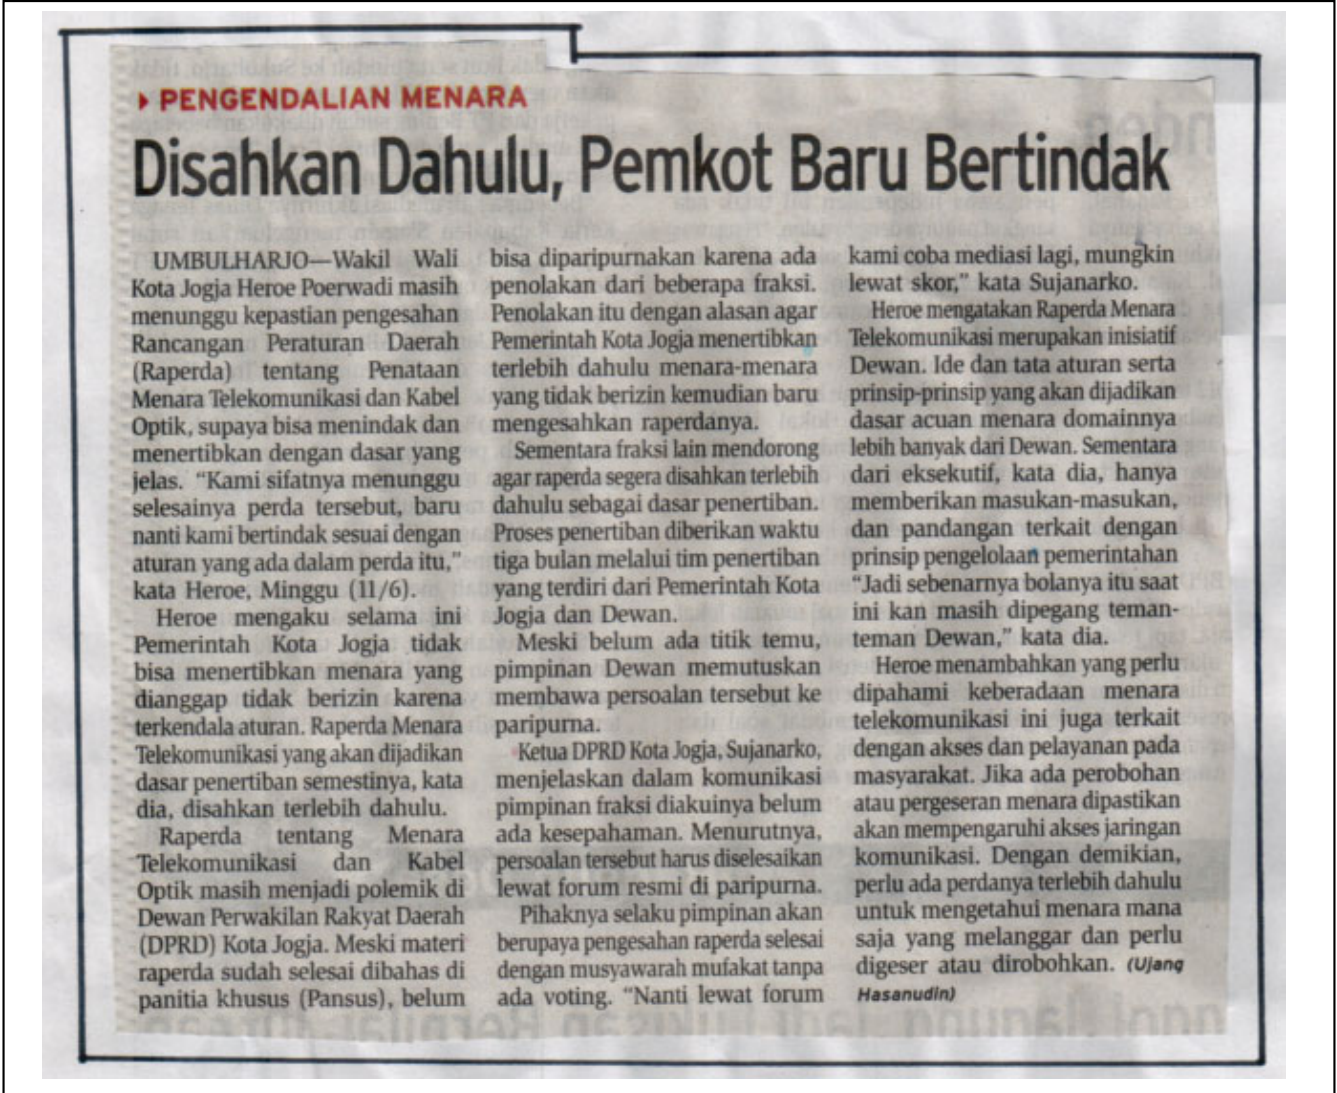 PENGENDALIAN MENARA
Disahkan Dahulu, Pemkot Baru Bertindak
UMBULHARJO—Wakil Wali
Kota Jogja Heroe Poerwadi masih
menunggu kepastian pengesahan
Rancangan Peraturan Daerah
(Raperda) tentang Penataan
Menara Telekomunikasi dan Kabel
Optik, supaya bisa menindak dan
menertibkan dengan dasar yang
jelas. “Kami sifatnya menunggu
selesainya perda tersebut, baru
nanti kami bertindak sesuai dengan
aturan yang ada dalam perda itu,”
kata Heroe, Minggu (11/6).
Heroe mengaku selama ini
Pemerintah Kota Jogja tidak
bisa menertibkan menara yang
dianggap tidak berizin karena
terkendala aturan. Raperda Menara
Telekomunikasi yang akan dijadikan
dasar penertiban semestinya, kata
dia, disahkan terlebih dahulu.
Raperda tentang Menara
Telekomunikasi dan Kabel
Optik masih menjadi polemik di
Dewan Perwakilan Rakyat Daerah
(DPRD) Kota Jogja. Meski materi
raperda sudah selesai dibahas di
panitia khusus (Pansus), belum
bisa diparipurnakan karena ada
penolakan dari beberapa fraksi.
Penolakan itu dengan alasan agar
Pemerintah Kota Jogja menertibkan
terlebih dahulu menara-menara
yang tidak berizin kemudian baru
mengesahkan raperdanya.
Sementara fraksi lain mendorong
agar raperda segera disahkan terlebih
dahulu sebagai dasar penertiban.
Proses penertiban diberikan waktu
tiga bulan melalui tim penertiban
yang terdiri dari Pemerintah Kota
Jogja dan Dewan.
Meski belum ada titik temu,
pimpinan Dewan memutuskan
membawa persoalan tersebut ke
paripurna.
Ketua DPRD Kota Jogja, Sujanarko,
menjelaskan dalam komunikasi
pimpinan fraksi diakuinya belum
ada kesepahaman. Menurutnya,
persoalan tersebut harus diselesaikan
lewat forum resmi di paripurna.
Pihaknya selaku pimpinan akan
berupaya pengesahan raperda selesai
dengan musyawarah mufakat tanpa
ada voting. “Nanti lewat forum
kami coba mediasi lagi, mungkin
lewat skor,” kata Sujanarko.
Heroe mengatakan Raperda Menara
Telekomunikasi merupakan inisiatif
Dewan. Ide dan tata aturan serta
prinsip-prinsip yang akan dijadikan
dasar acuan menara domainnya
lebih banyak dari Dewan. Sementara
dari eksekutif, kata dia, hanya
memberikan masukan-masukan,
dan pandangan terkait dengan
prinsip pengelolaan pemerintahan
“Jadi sebenarnya bolanya itu saat
ini kan masih dipegang teman-
teman Dewan,” kata dia.
Heroe menambahkan yang perlu
dipahami keberadaan menara
telekomunikasi ini juga terkait
dengan akses dan pelayanan pada
masyarakat. Jika ada perobohan
atau pergeseran menara dipastikan
akan mempengaruhi akses jaringan
komunikasi. Dengan demikian,
perlu ada perdanya terlebih dahulu
untuk mengetahui menara mana
saja yang melanggar dan perlu
digeser atau dirobohkan. (Ujang
Hasanudin)